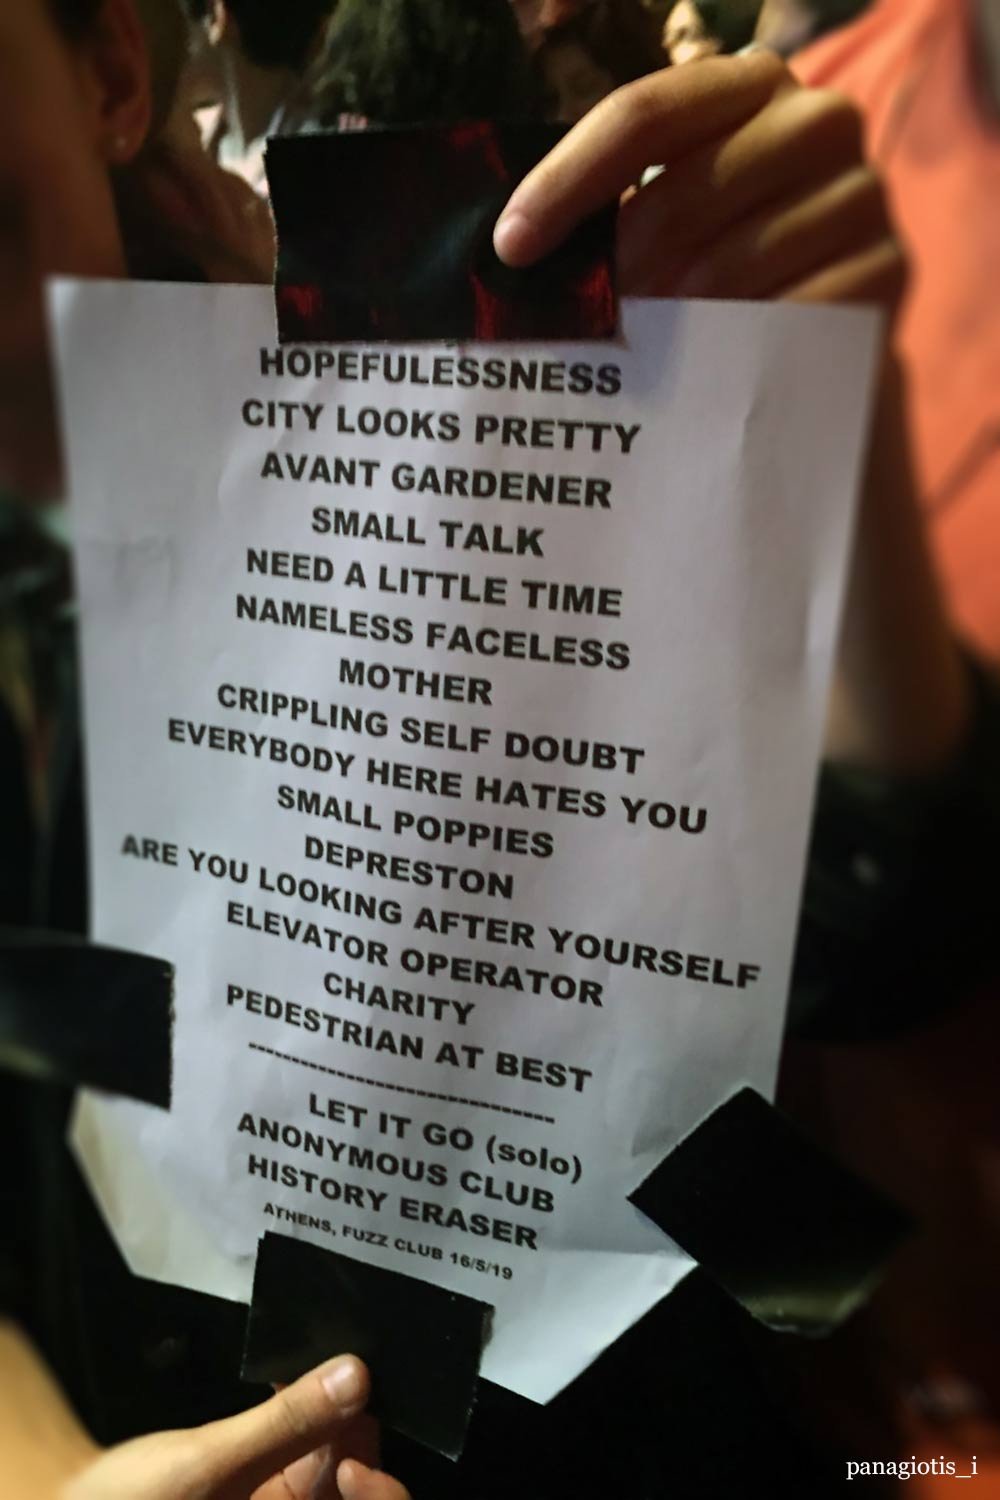 HOPEFULESSNESS
CITY LOOKS PRETTY
AVANT GARDENER
SMALL TALK
NEED A LITTLE TIME
NAMELESS FACELESS
MOTHER
CRIPPLING SELF DOUBT
EVERYBODY HERE HATES YOU
SMALL POPPIES
DEPRESTON
ARE YOU LOOKING AFTER YOURSELF
ELEVATOR OPERATOR
CHARITY
PEDESTRIAN AT BEST
--------------------------------
LET IT GO (solo)
ANONYMOUS CLUB
HISTORY ERASER
ATHENS, FUZZ CLUB 16/5/19
panagiotis_i